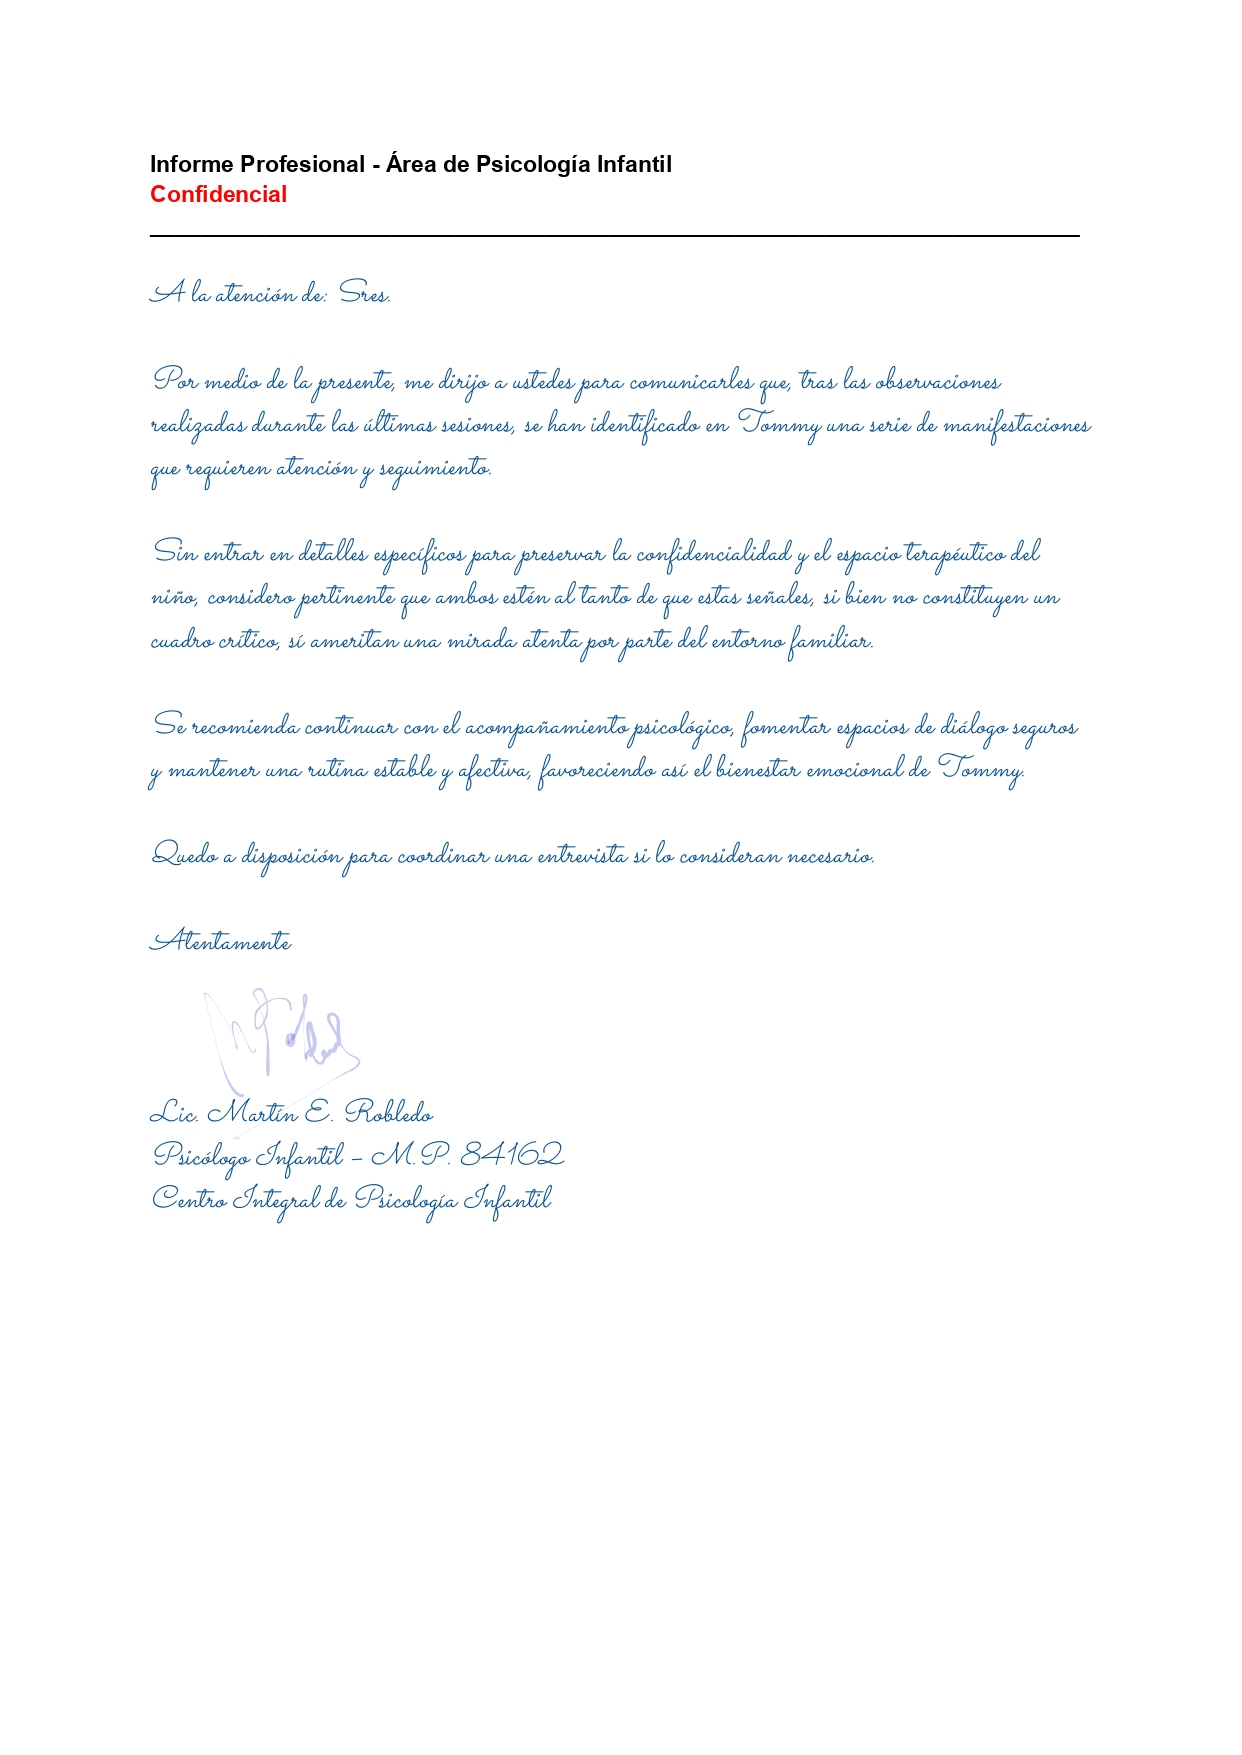 Informe Profesional - Área de Psicología Infantil
Confidencial
A la atención de: Sres.
Por medio de la presente, me dirijo a ustedes para comunicarles que, tras las observaciones
realizadas durante las últimas sesiones, se han identificado en Tommy una serie de manifestaciones
que requieren atención y seguimiento.
Sin entrar en detalles específicos para preservar la confidencialidad y el espacio terapéutico del
niño, considero pertinente que ambos estén al tanto de que estas señales, si bien no constituyen un
cuadro crítico, sí ameritan una mirada atenta por parte del entorno familiar.
Se recomienda continuar con el acompañamiento psicológico, fomentar espacios de diálogo seguros
y mantener una rutina estable y afectiva, favoreciendo así el bienestar emocional de Tommy.
Quedo a disposición para coordinar una entrevista si lo consideran necesario.
Atentamente
Lic. Martín E. Robledo
Psicólogo Infantil – M.P. 84162
Centro Integral de Psicología Infantil